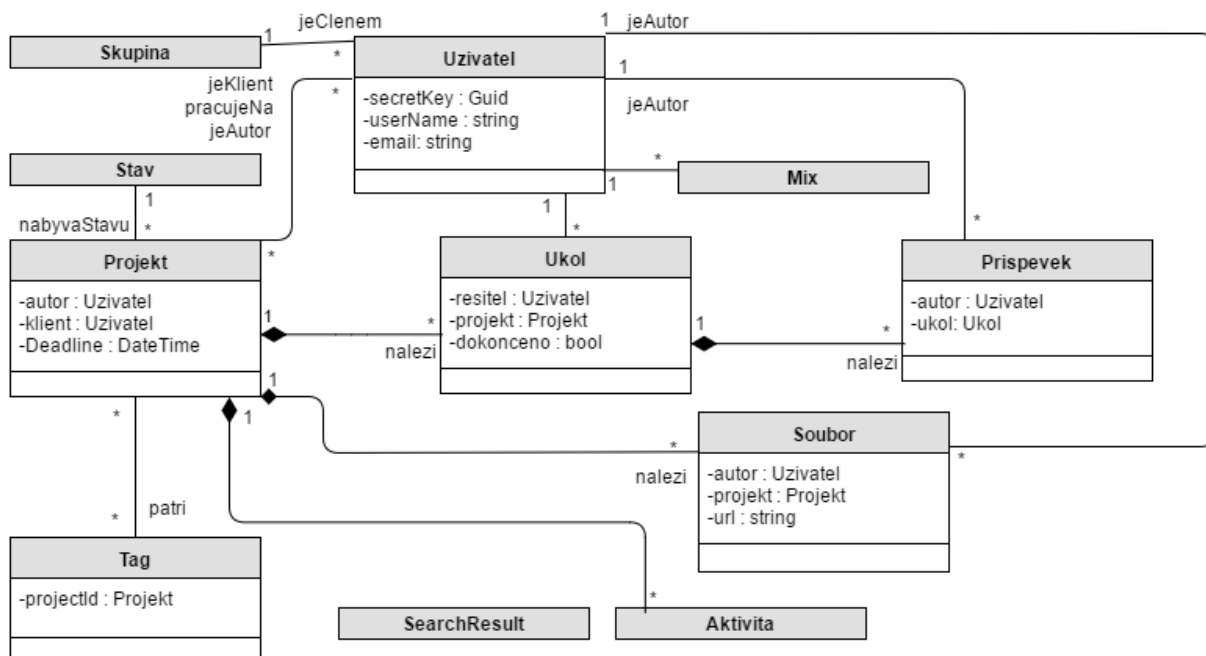 jeClenem
1
jeAutor
1
Skupina
*
Uzivatel
1
jeKlient
pracujeNa
jeAutor
*
-secretKey : Guid
-userName : string
-email: string
jeAutor
Stav
*
Mix
1
1
1
nabyvaStavu
*
*
*
*
Projekt
Ukol
Prispevek
-autor : Uzivatel
-klient : Uzivatel
-Deadline : DateTime
1
*
nalezi
-resitel : Uzivatel
-projekt : Projekt
-dokonceno : bool
1
*
nalezi
-autor : Uzivatel
-ukol: Ukol
1
1
*
*
nalezi
Soubor
*
-autor : Uzivatel
-projekt : Projekt
-url : string
*
patri
Tag
-projectId : Projekt
*
SearchResult
Aktivita